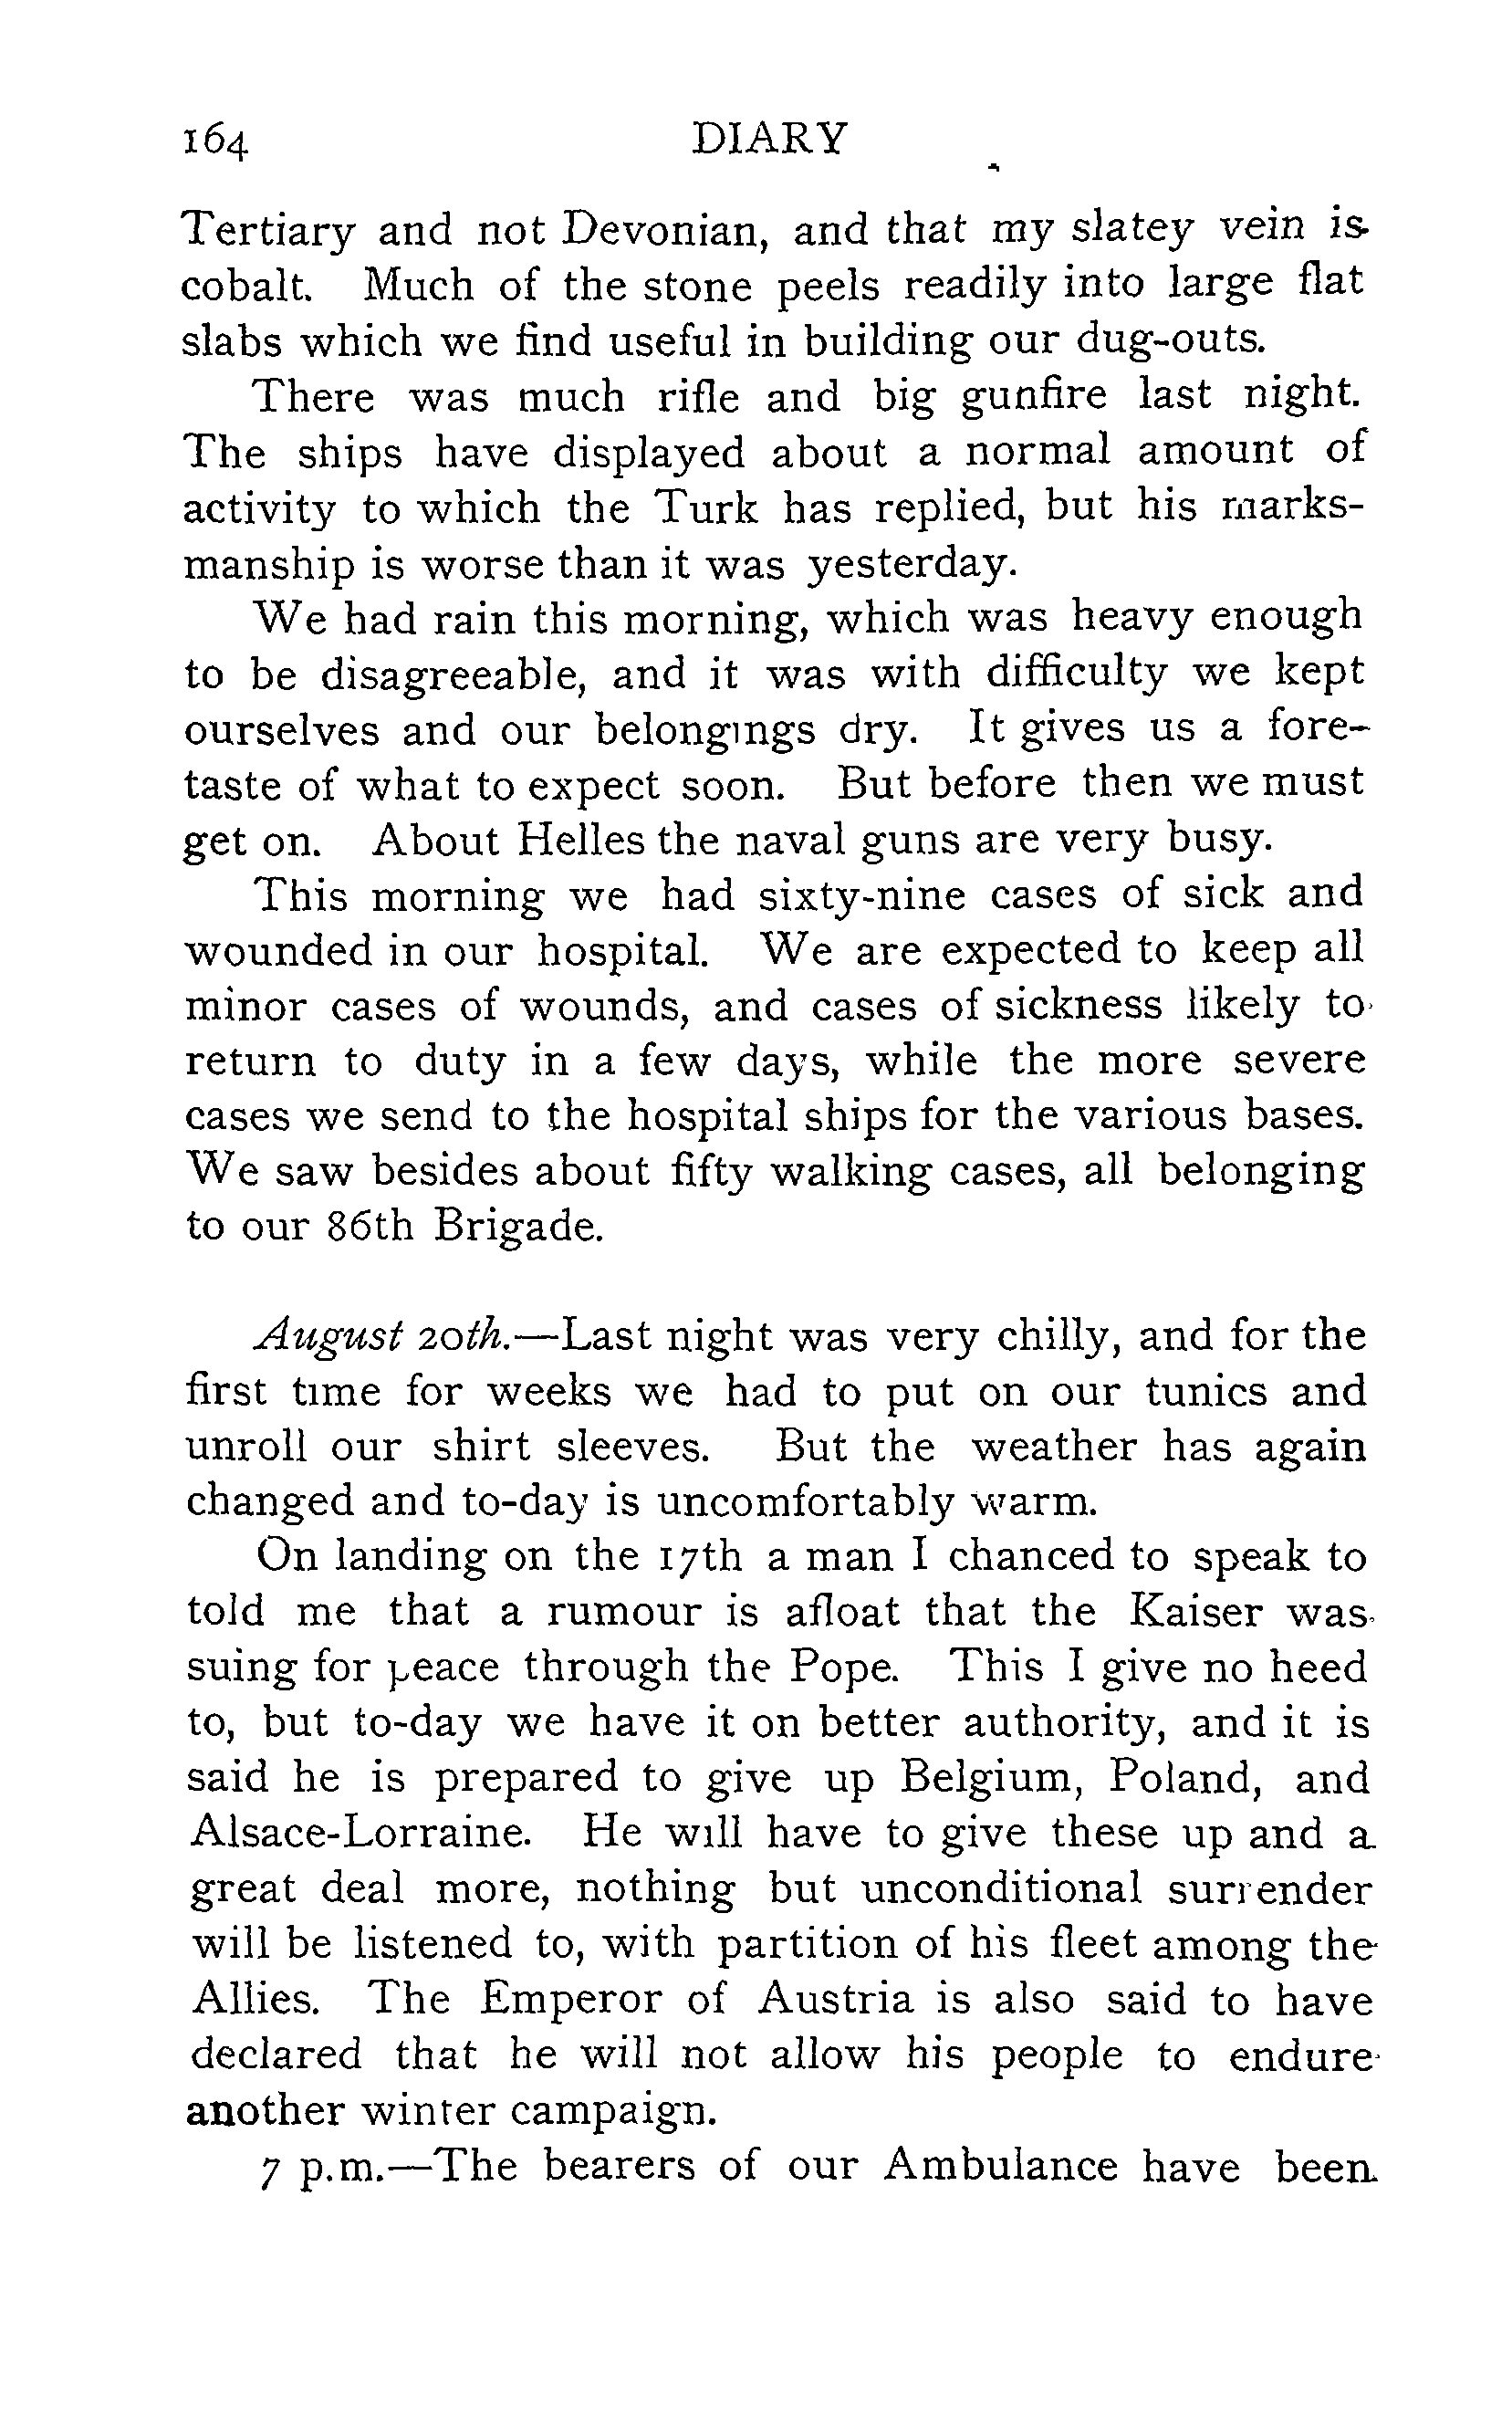 164 DIARY
Tertiary and not Devonian, and that my slatey vein is
cobalt. Much of the stone peels readily into large flat
slabs which we find useful in building our dug-outs.
There was much rifle and big gunfire last night.
The ships have displayed about a normal amount of
activity to which the Turk has replied, but his marks-
manship is worse than it was yesterday.
We had rain this morning, which was heavy enough
to be disagreeable, and it was with difficulty we kept
ourselves and our belongings dry. It gives us a fore-
taste of what to expect soon. But before then we must
get on. About Helles the naval guns are very busy.
This morning we had sixty-nine cases of sick and
wounded in our hospital. We are expected to keep all
minor cases of wounds, and cases of sickness likely to
return to duty in a few days, while the more severe
cases we send to the hospital ships for the various bases.
We saw besides about fifty walking cases, all belonging
to our 86th Brigade.
August 20th.—Last night was very chilly, and for the
first time for weeks we had to put on our tunics and
unroll our shirt sleeves. But the weather has again
changed and to-day is uncomfortably warm.
On landing on the 17th a man I chanced to speak to
told me that a rumour is afloat that the Kaiser was
suing for peace through the Pope. This I give no heed
to, but to-day we have it on better authority, and it is
said he is prepared to give up Belgium, Poland, and
Alsace-Lorraine. He will have to give these up and a
great deal more, nothing but unconditional surrender
will be listened to, with partition of his fleet among the
Allies. The Emperor of Austria is also said to have
declared that he will not allow his people to endure
another winter campaign.
7 p.m.—The bearers of our Ambulance have been